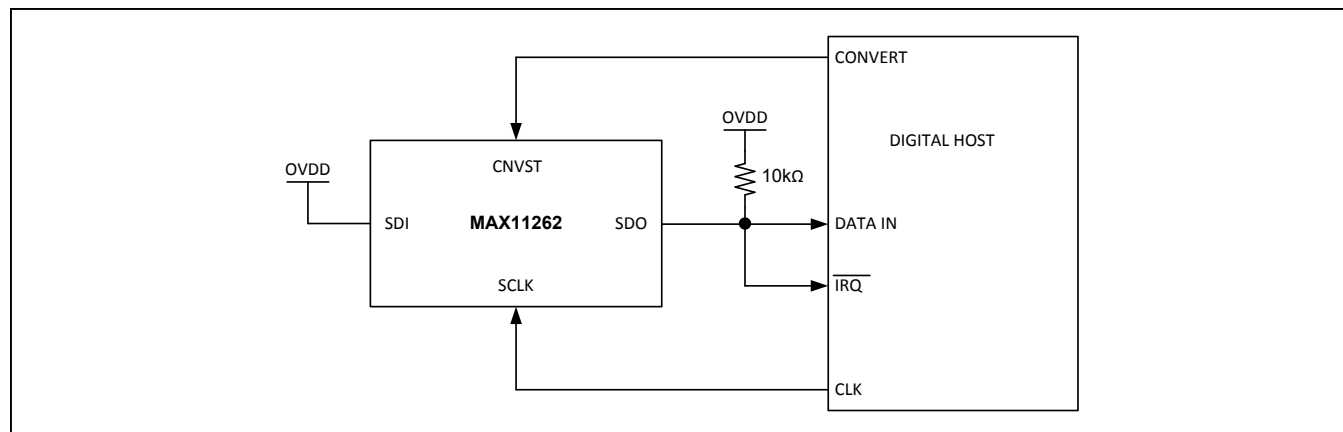 CONVERT
OVDD
DIGITAL HOST
OVDD
CNVST
10kΩ
SDI
MAX11262
SDO
DATA IN
SCLK
IRQ
CLK